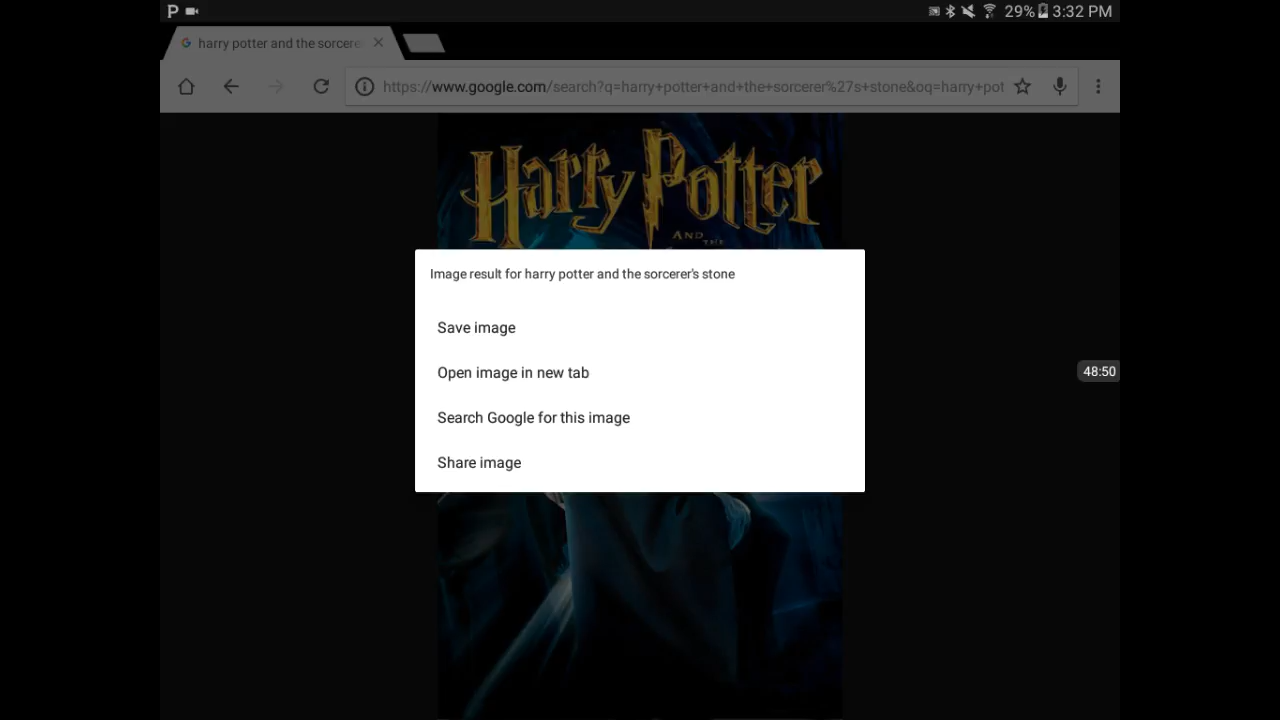 P 29% 3:32 PM
harry potter and the sorcere
https://www.google.com/search?q=harry+potter+and+the+sorcerer%27s+stone&oq=harry+pot
Harry Potter
AND
THE
Image result for harry potter and the sorcerer's stone
Save image
Open image in new tab
48:50
Search Google for this image
Share image